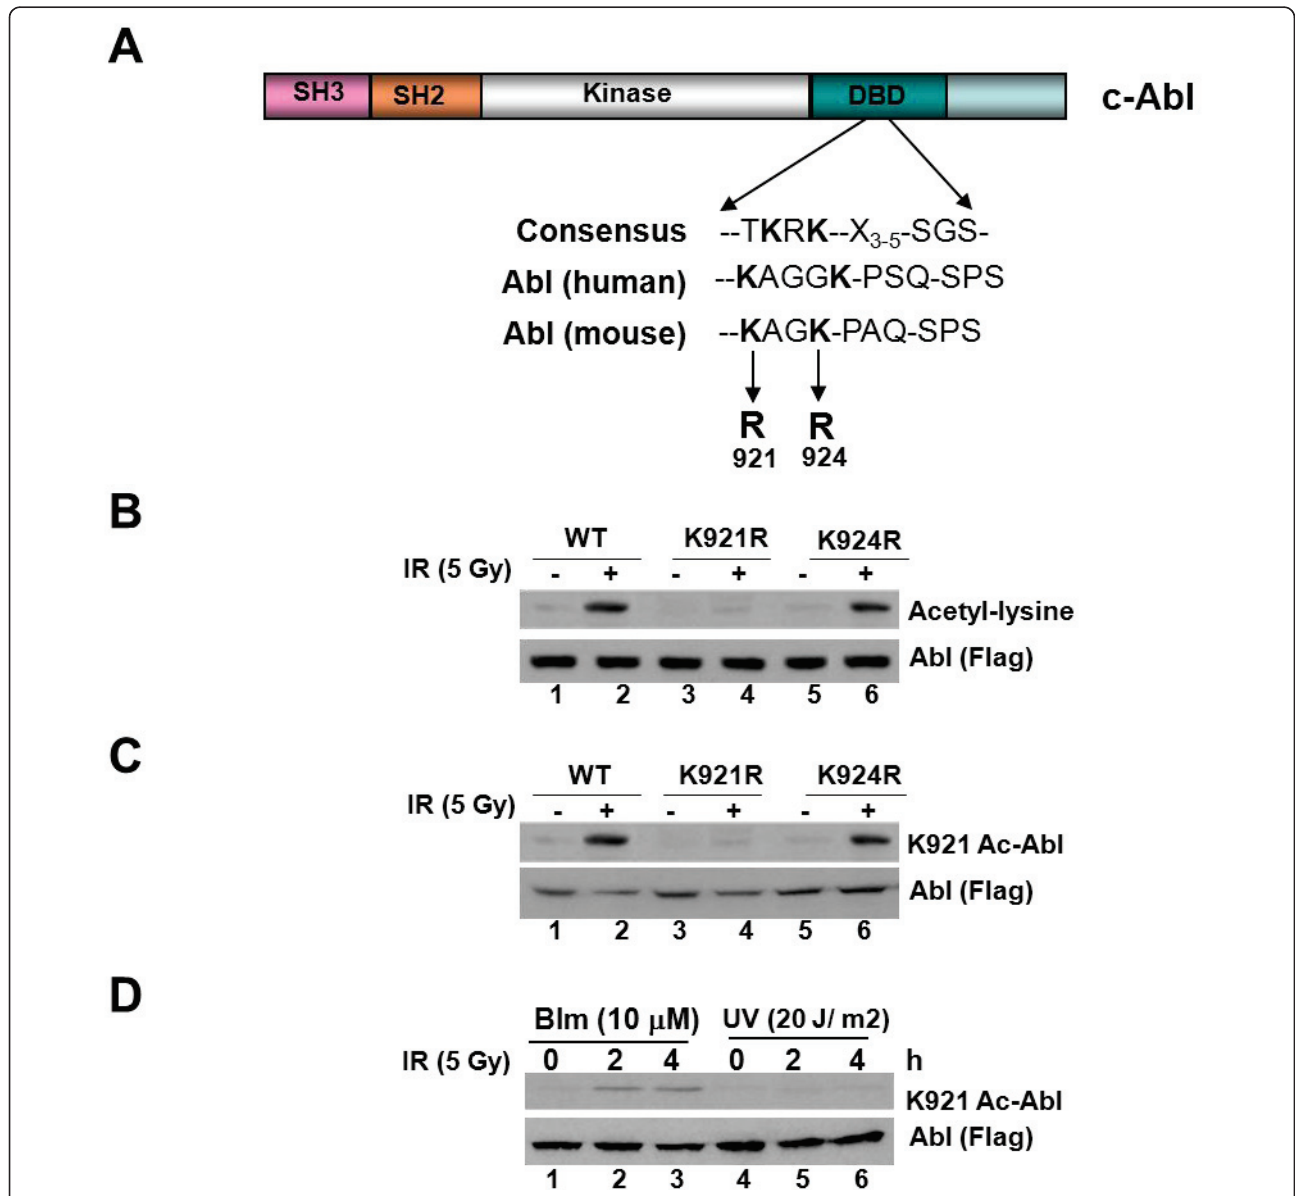 A
SH3 SH2 Kinase DBD c-Abl
Consensus --TKRK--X3-5-SGS-
Abl (human) --KAGGK-PSQ-SPS
Abl (mouse) --KAGK-PAQ-SPS
R R
921 924
B
WT K921R K924R
IR (5 Gy) - + - + - +
Acetyl-lysine
Abl (Flag)
1 2 3 4 5 6
C
WT K921R K924R
IR (5 Gy) - + - + - +
K921 Ac-Abl
Abl (Flag)
1 2 3 4 5 6
D
Blm (10 μM) UV (20 J/ m2)
IR (5 Gy) 0 2 4 0 2 4 h
K921 Ac-Abl
Abl (Flag)
1 2 3 4 5 6